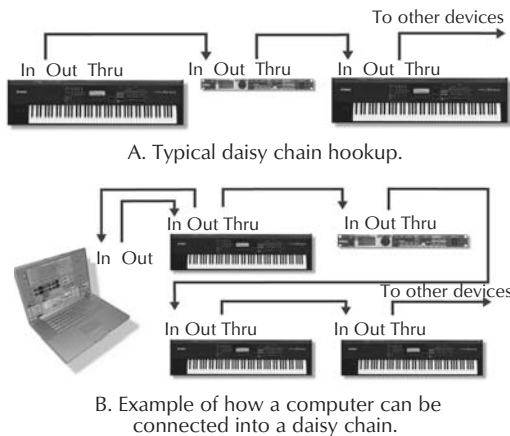 To other devices
In Out Thru
In Out Thru
In Out Thru
A. Typical daisy chain hookup.
In Out Thru
In Out Thru
In Out
To other devices
In Out Thru
In Out Thru
B. Example of how a computer can be
connected into a daisy chain.